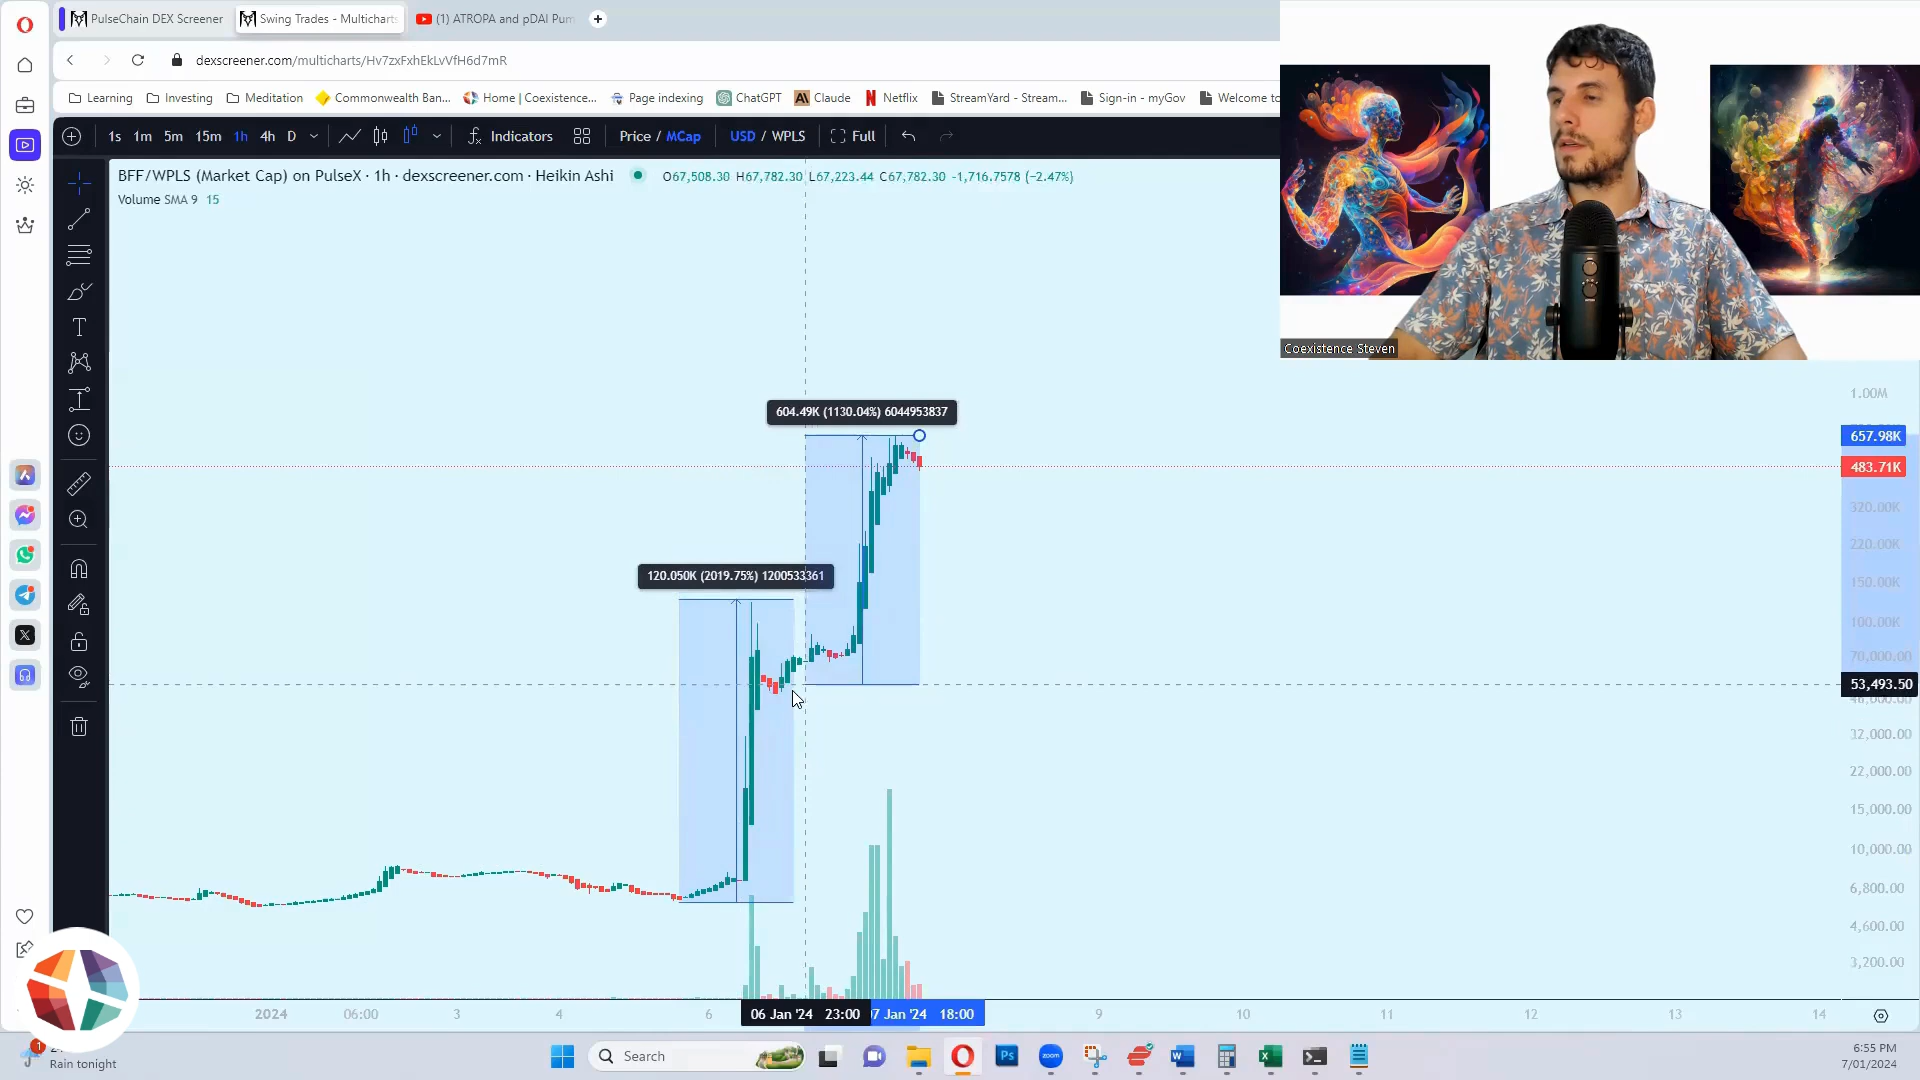 PulseChain DEX Screener
Swing Trades - Multicharts
(1) ATROPA and pDAI Pum
dexscreener.com/multicharts/Hv7zxFxhEkLvVfH6d7mR
Learning
Investing
Meditation
Commonwealth Ban...
Home | Coexistence...
Page indexing
ChatGPT
Claude
Netflix
StreamYard - Stream...
Sign-in - myGov
Welcome to
1s 1m 5m 15m 1h 4h D
Indicators
Price / MCap
USD / WPLS
Full
BFF/WPLS (Market Cap) on PulseX · 1h · dexscreener.com · Heikin Ashi
O67,508.30 H67,782.30 L67,223.44 C67,782.30 -1,716.7578 (−2.47%)
Volume SMA 9 15
Coexistence Steven
1.00M
604.49K (1130.04%) 6044953837
657.98K
483.71K
320.00K
220.00K
120.050K (2019.75%) 1200533361
150.00K
100.00K
70,000.00
53,493.50
32,000.00
22,000.00
15,000.00
10,000.00
6,800.00
4,600.00
3,200.00
2024 06:00 3 4 6 06 Jan '24 23:00 7 Jan '24 18:00 9 10 11 12 13 14
1
Rain tonight
Search
6:55 PM
7/01/2024